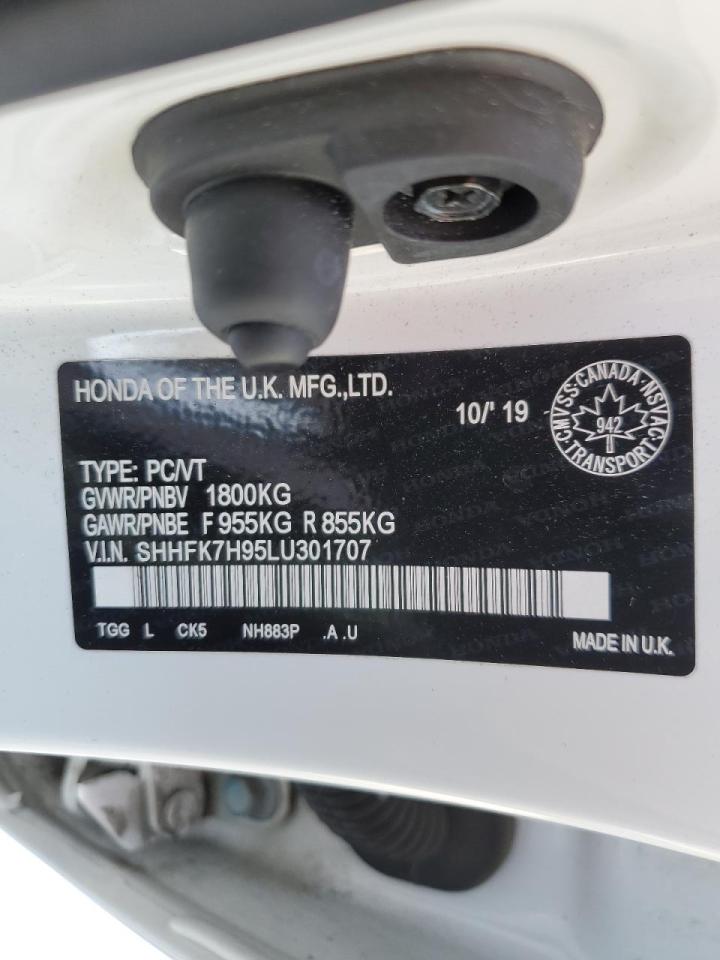 HONDA OF THE U.K. MFG.,LTD.
10/' 19
CMVSS·CANADA·NSVAC·TRANSPORT
942
TYPE: PC/VT
GVWR/PNBV 1800KG
GAWR/PNBE F 955KG R 855KG
V.I.N. SHHFK7H95LU301707
TGG L CK5 NH883P .A .U
MADE IN U.K.